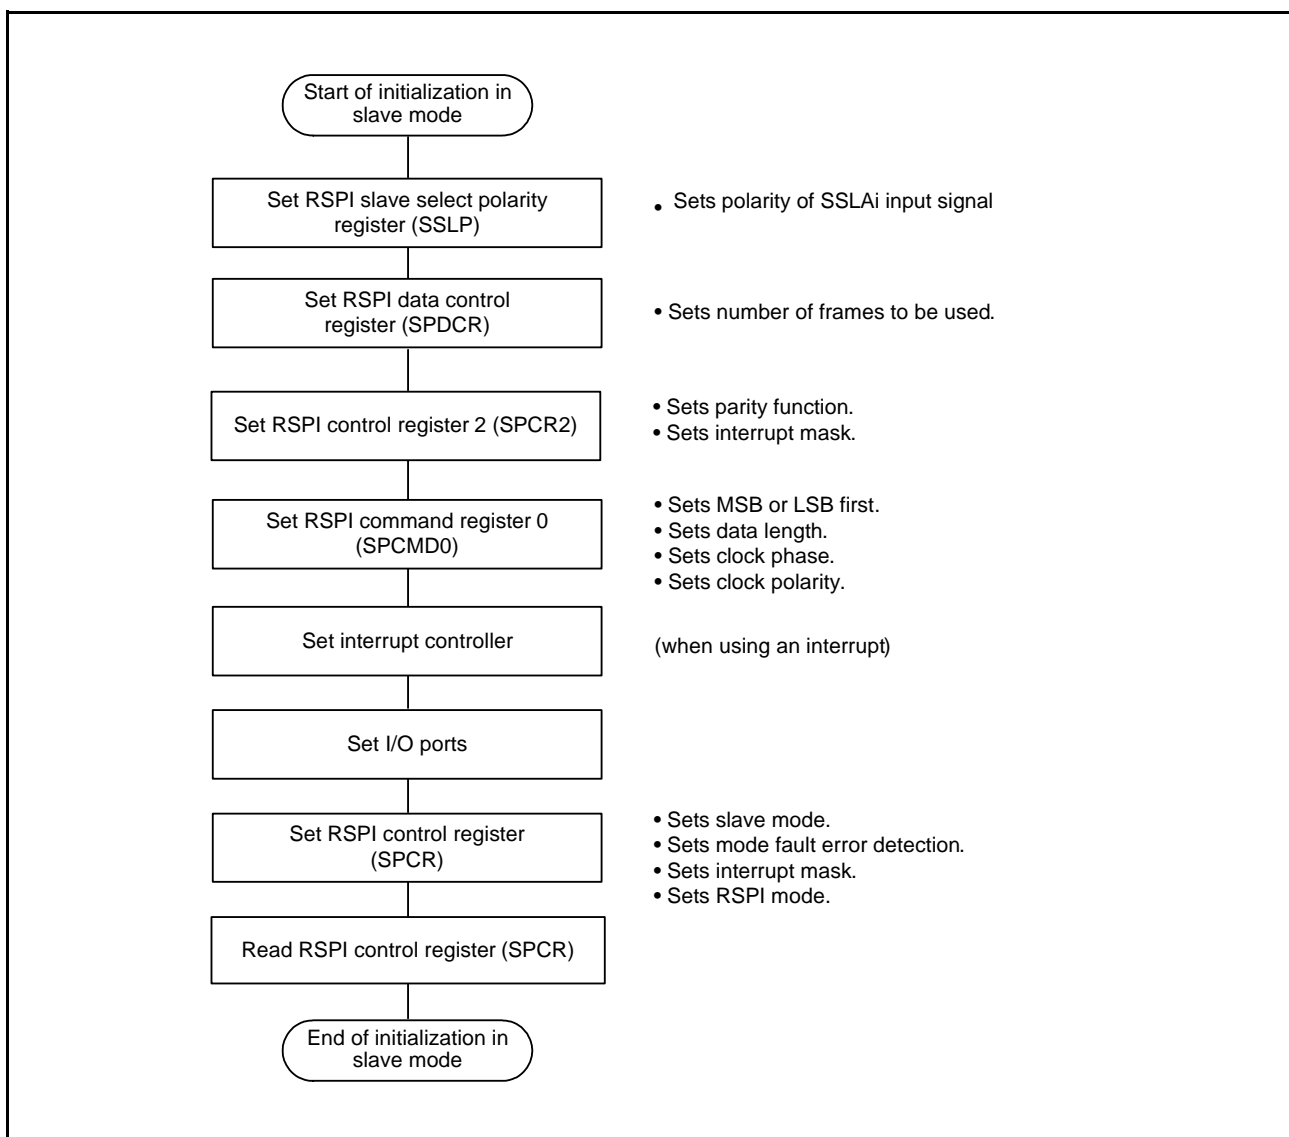 Start of initialization in
slave mode
Set RSPI slave select polarity
register (SSLP)
• Sets polarity of SSLAi input signal
Set RSPI data control
register (SPDCR)
• Sets number of frames to be used.
Set RSPI control register 2 (SPCR2)
• Sets parity function.
• Sets interrupt mask.
Set RSPI command register 0
(SPCMD0)
• Sets MSB or LSB first.
• Sets data length.
• Sets clock phase.
• Sets clock polarity.
Set interrupt controller
(when using an interrupt)
Set I/O ports
Set RSPI control register
(SPCR)
• Sets slave mode.
• Sets mode fault error detection.
• Sets interrupt mask.
• Sets RSPI mode.
Read RSPI control register (SPCR)
End of initialization in
slave mode